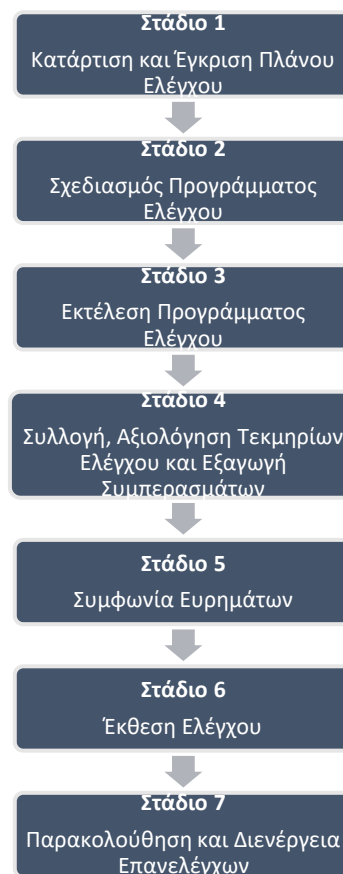 Στάδιο 1
Κατάρτιση και Έγκριση Πλάνου
Ελέγχου
Στάδιο 2
Σχεδιασμός Προγράμματος
Ελέγχου
Στάδιο 3
Εκτέλεση Προγράμματος
Ελέγχου
Στάδιο 4
Συλλογή, Αξιολόγηση Τεκμηρίων
Ελέγχου και Εξαγωγή
Συμπερασμάτων
Στάδιο 5
Συμφωνία Ευρημάτων
Στάδιο 6
Έκθεση Ελέγχου
Στάδιο 7
Παρακολούθηση και Διενέργεια
Επανελέγχων